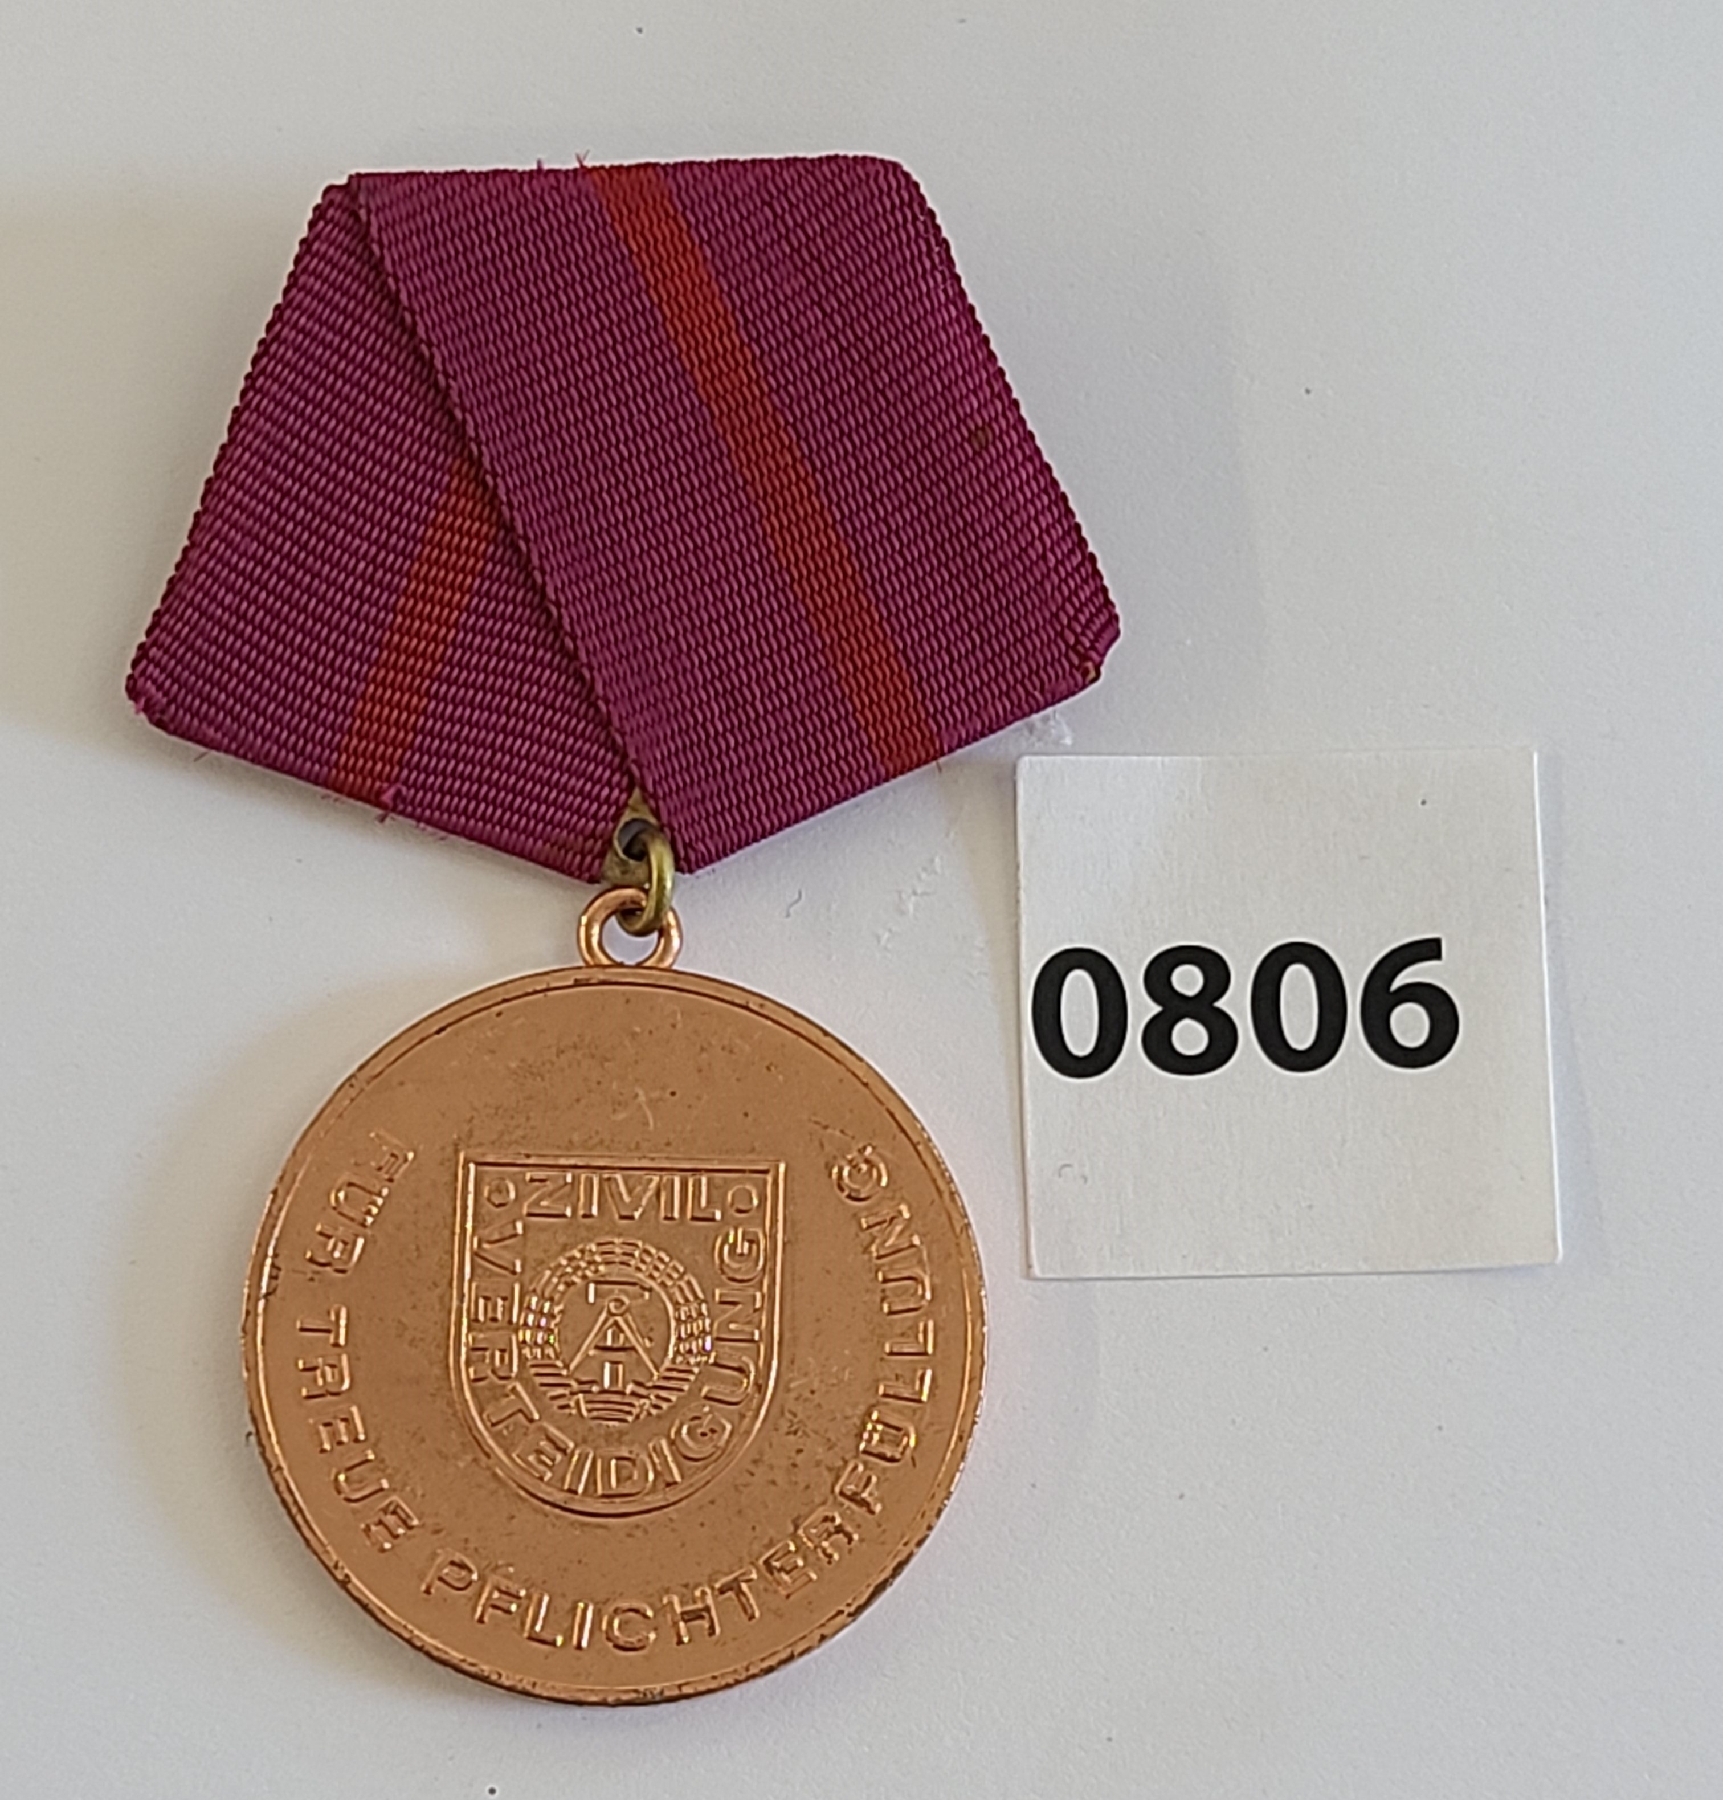 0806
ZIVIL
VERTEIDIGUNG
FÜR TREUE PFLICHTERFÜLLUNG